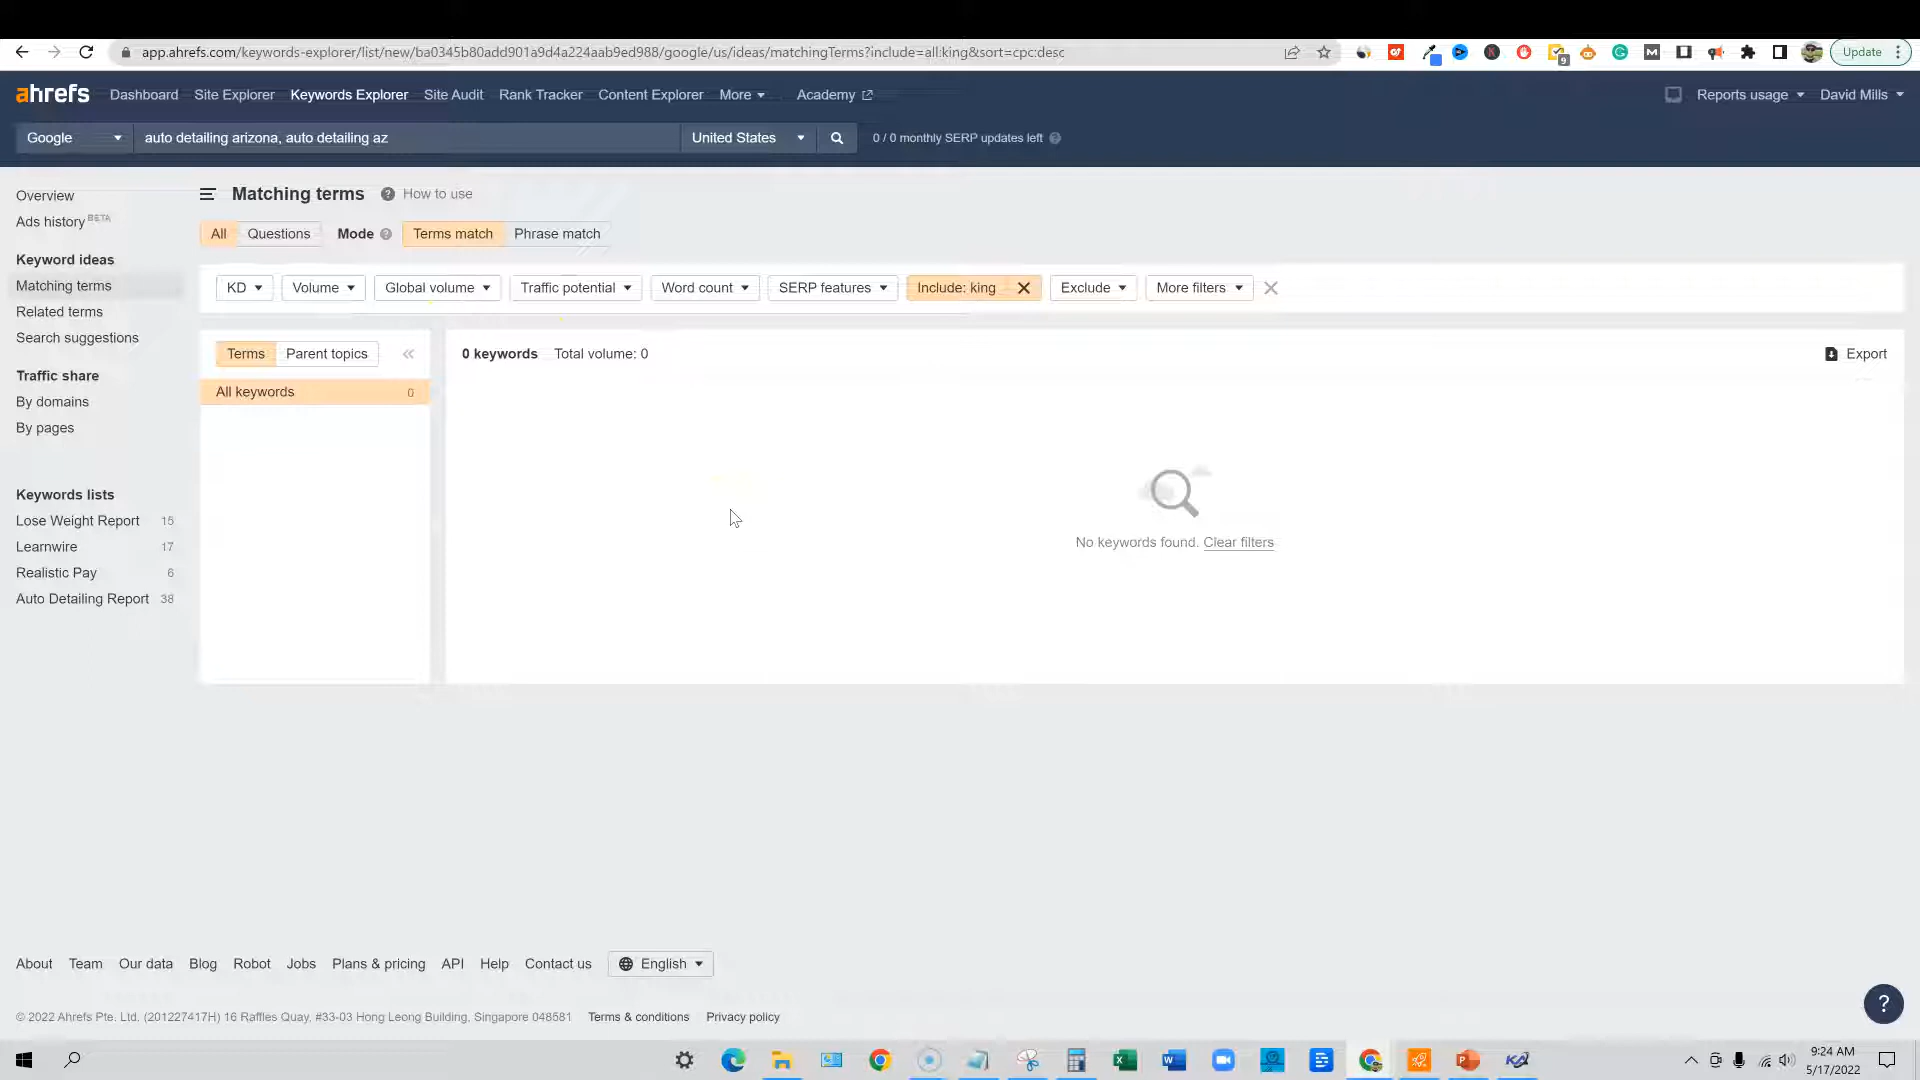 app.ahrefs.com/keywords-explorer/list/new/ba0345b80add901a9d4a224aab9ed988/google/us/ideas/matchingTerms?include=all:king&sort=cpc:desc
9
Update
ahrefs Dashboard Site Explorer Keywords Explorer Site Audit Rank Tracker Content Explorer More Academy Reports usage David Mills
Google auto detailing arizona, auto detailing az United States 0 / 0 monthly SERP updates left
Overview
Ads history BETA
Keyword ideas
Matching terms
Related terms
Search suggestions
Traffic share
By domains
By pages
Keywords lists
Lose Weight Report 15
Learnwire 17
Realistic Pay 6
Auto Detailing Report 38
Matching terms How to use
All Questions Mode Terms match Phrase match
KD Volume Global volume Traffic potential Word count SERP features Include: king Exclude More filters
Terms Parent topics
All keywords 0
0 keywords Total volume: 0 Export
No keywords found. Clear filters
About Team Our data Blog Robot Jobs Plans & pricing API Help Contact us English
© 2022 Ahrefs Pte. Ltd. (201227417H) 16 Raffles Quay, #33-03 Hong Leong Building, Singapore 048581 Terms & conditions Privacy policy
?
9:24 AM
5/17/2022